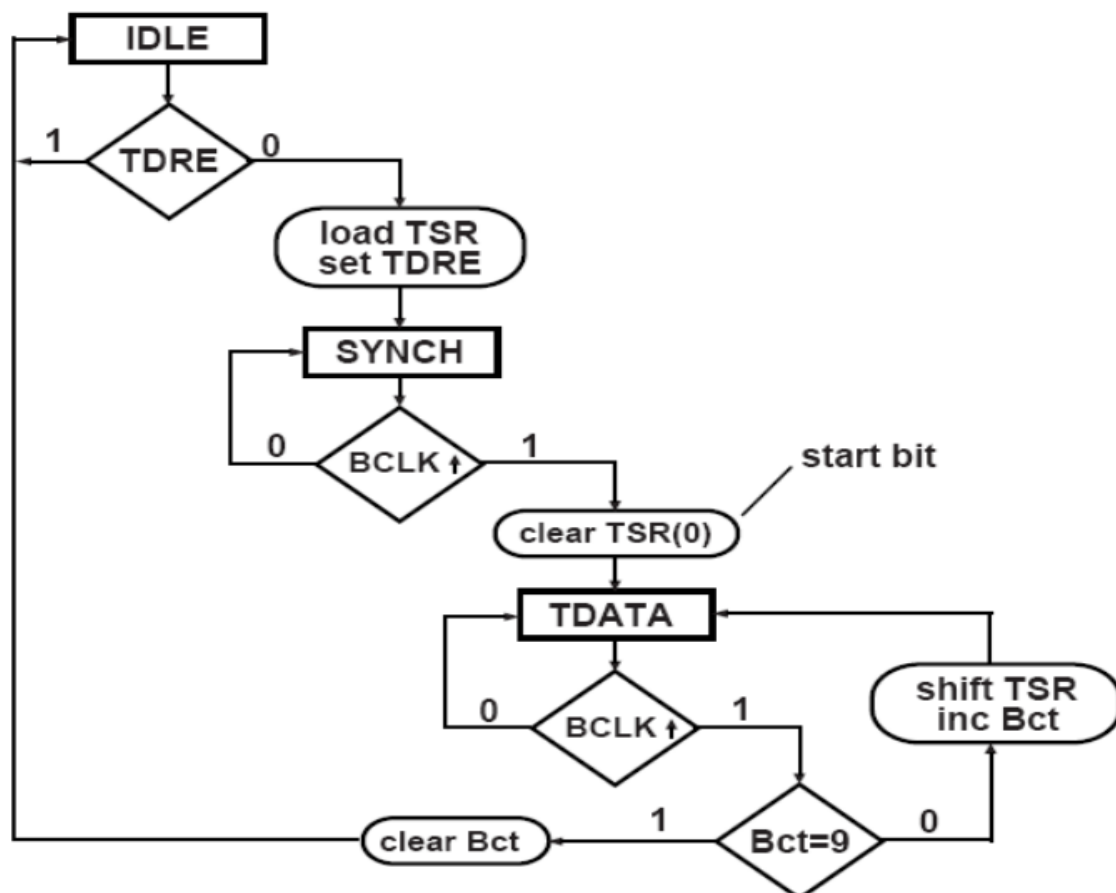 IDLE
1
TDRE
0
load TSR
set TDRE
SYNCH
0
BCLK ↑
1
start bit
clear TSR(0)
TDATA
0
BCLK ↑
1
shift TSR
inc Bct
clear Bct
1
Bct=9
0